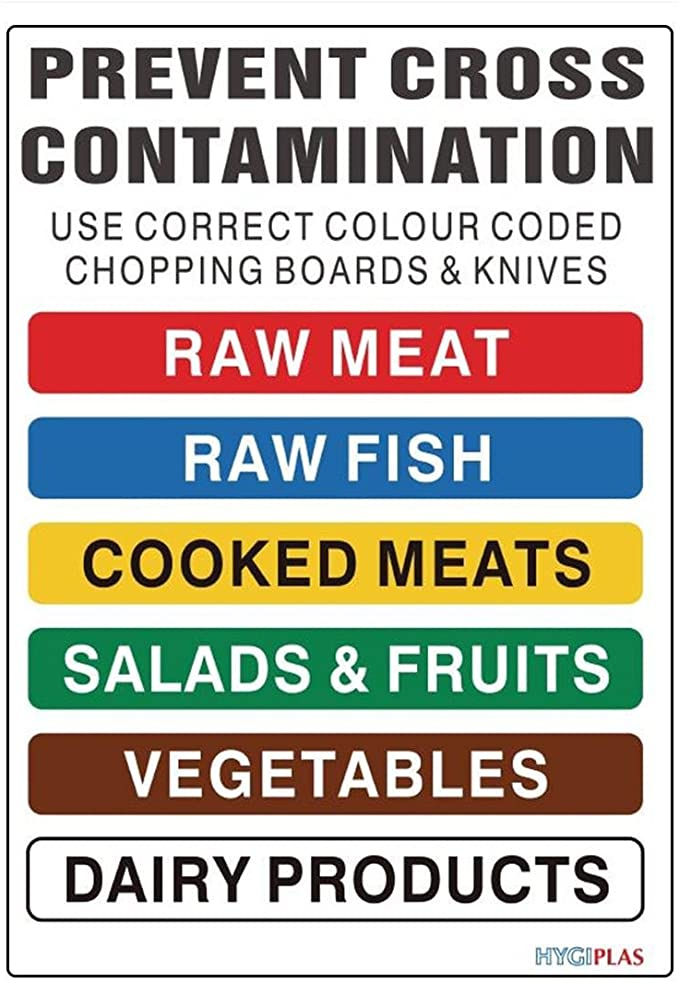 PREVENT CROSS
CONTAMINATION
USE CORRECT COLOUR CODED
CHOPPING BOARDS & KNIVES
RAW MEAT
RAW FISH
COOKED MEATS
SALADS & FRUITS
VEGETABLES
DAIRY PRODUCTS
HYGIPLAS